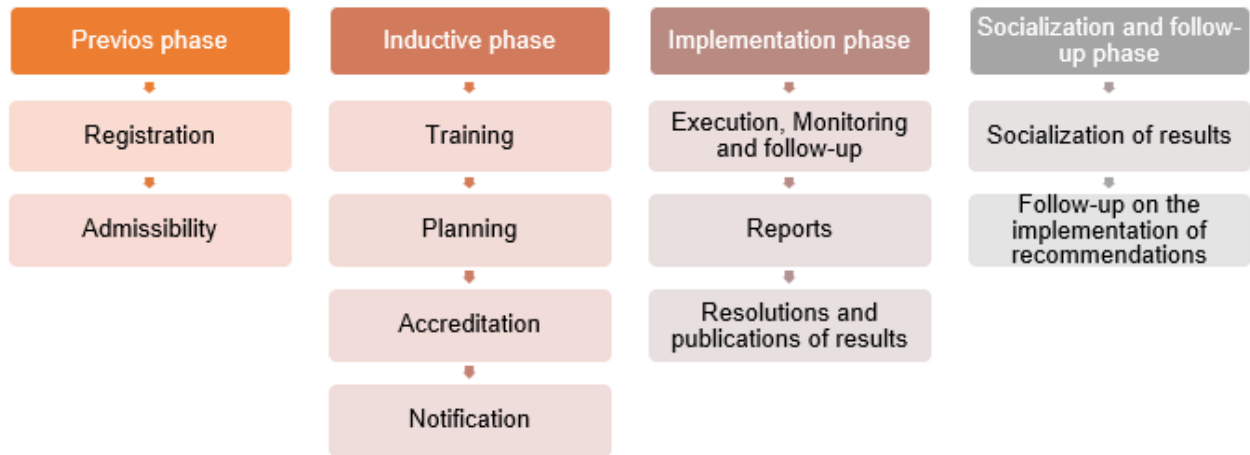 Previos phase
Registration
Admissibility
Inductive phase
Training
Planning
Accreditation
Notification
Implementation phase
Execution, Monitoring
and follow-up
Reports
Resolutions and
publications of results
Socialization and follow-
up phase
Socialization of results
Follow-up on the
implementation of
recommendations